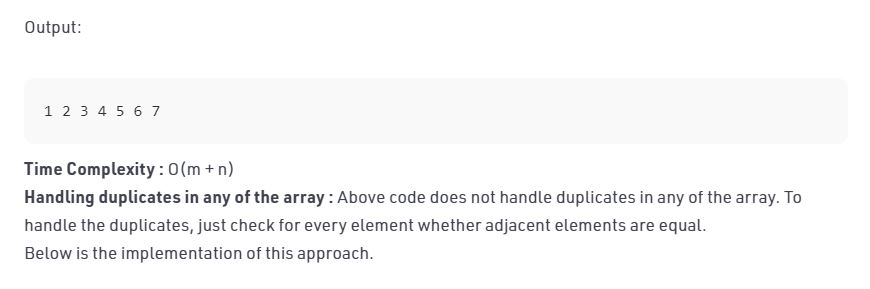 Output:
1 2 3 4 5 6 7
Time Complexity : O(m + n)
Handling duplicates in any of the array : Above code does not handle duplicates in any of the array. To
handle the duplicates, just check for every element whether adjacent elements are equal.
Below is the implementation of this approach.